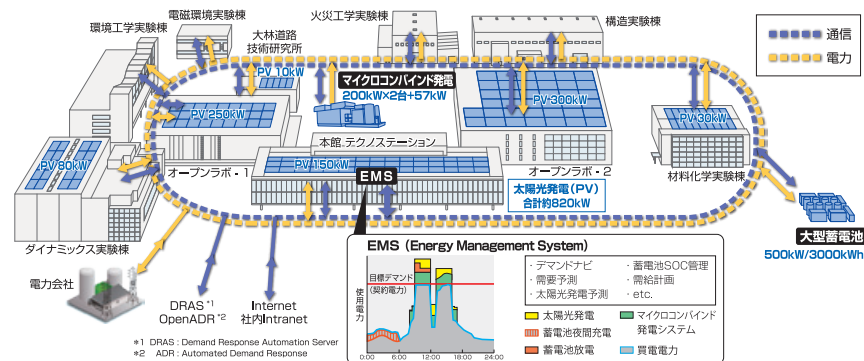 電磁環境実験棟
火災工学実験棟
構造実験棟
環境工学実験棟
大林道路
技術研究所
通信
電力
PV 10kW
マイクロコンバインド発電
200kW×2台+57kW
PV 250kW
PV 300kW
PV 30kW
本館 テクノステーション
PV 80kW
オープンラボ - 1
PV 150kW
オープンラボ - 2
材料化学実験棟
EMS
太陽光発電（PV）
合計約820kW
ダイナミックス実験棟
大型蓄電池
500kW/3000kWh
電力会社
DRAS *1
OpenADR *2
Internet
社内Intranet
*1 DRAS : Demand Response Automation Server
*2 ADR : Automated Demand Response
EMS (Energy Management System)
目標デマンド
(契約電力)
使用電力
0:00 6:00 12:00 18:00 24:00
・デマンドナビ
・需要予測
・太陽光発電予測
・蓄電池SOC管理
・需給計画
・etc.
太陽光発電
蓄電池夜間充電
蓄電池放電
マイクロコンバインド
発電システム
買電電力